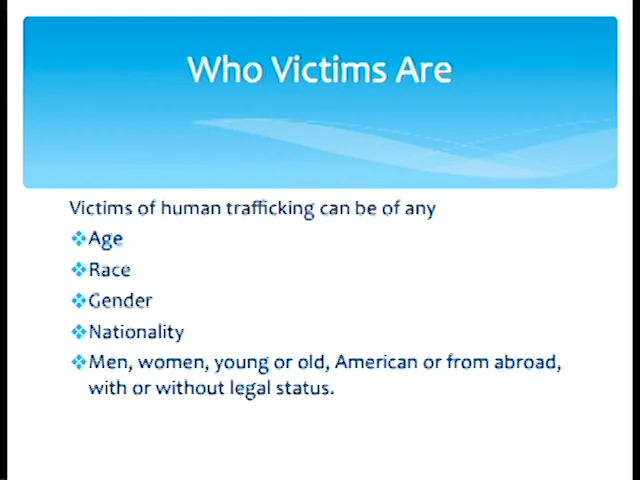 Who Victims Are
Victims of human trafficking can be of any
❖Age
❖Race
❖Gender
❖Nationality
❖Men, women, young or old, American or from abroad,
with or without legal status.